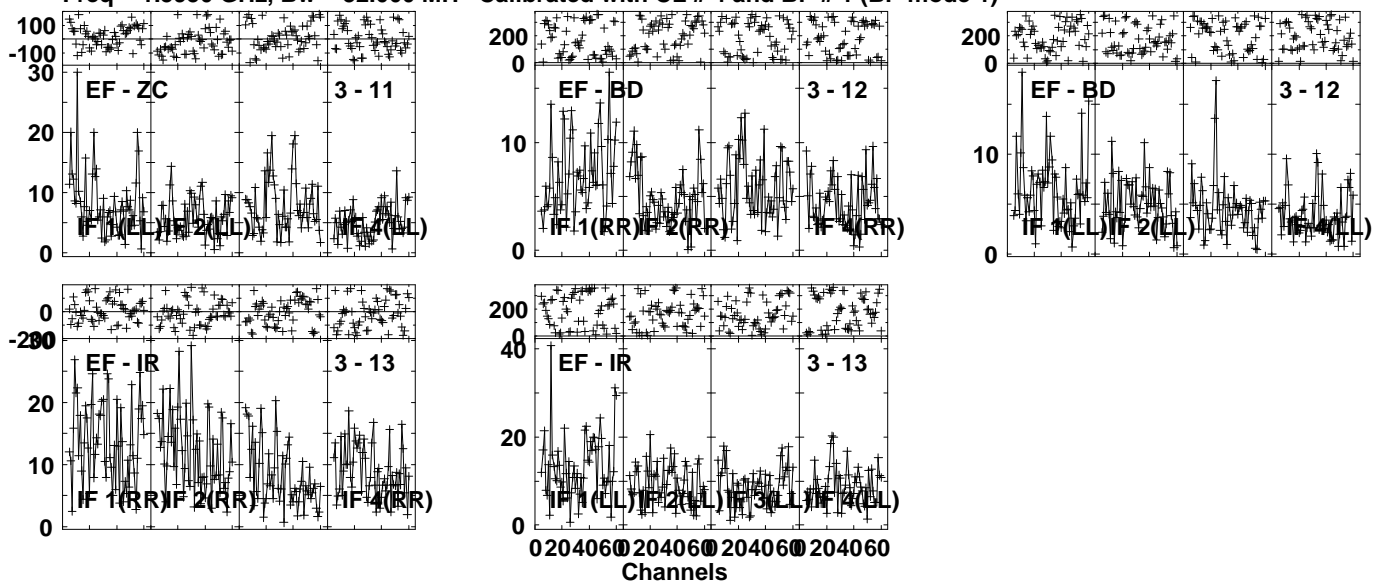 100
-100
30
20
10
0
EF - ZC
3 - 11
IF 1(LL)
IF 2(LL)
IF 4(LL)
200
0
10
0
EF - BD
3 - 12
IF 1(RR)
IF 2(RR)
IF 4(RR)
200
0
10
0
EF - BD
3 - 12
IF 1(LL)
IF 2(LL)
IF 4(LL)
0
30
20
10
0
EF - IR
3 - 13
IF 1(RR)
IF 2(RR)
IF 4(RR)
200
0
40
20
0
EF - IR
3 - 13
IF 1(LL)
IF 2(LL)
IF 3(LL)
IF 4(LL)
0 20 40 60 0 20 40 60 0 20 40 60 0 20 40 60
Channels